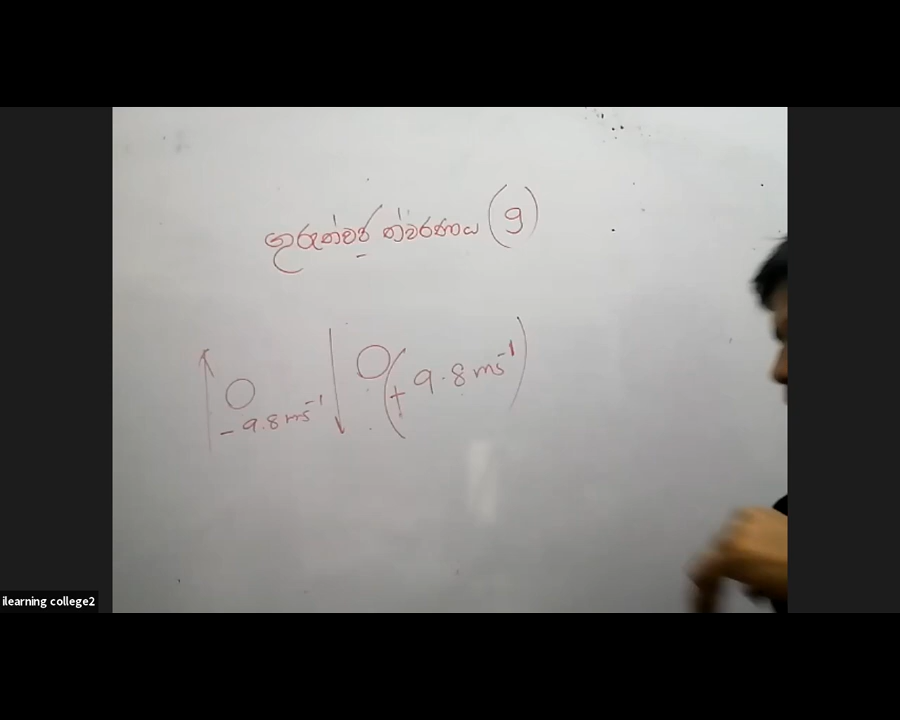 ගුරුත්වජ ත්වරණය (g)
- 9.8 ms⁻¹
(+ 9.8 ms⁻¹)
ilearning college2